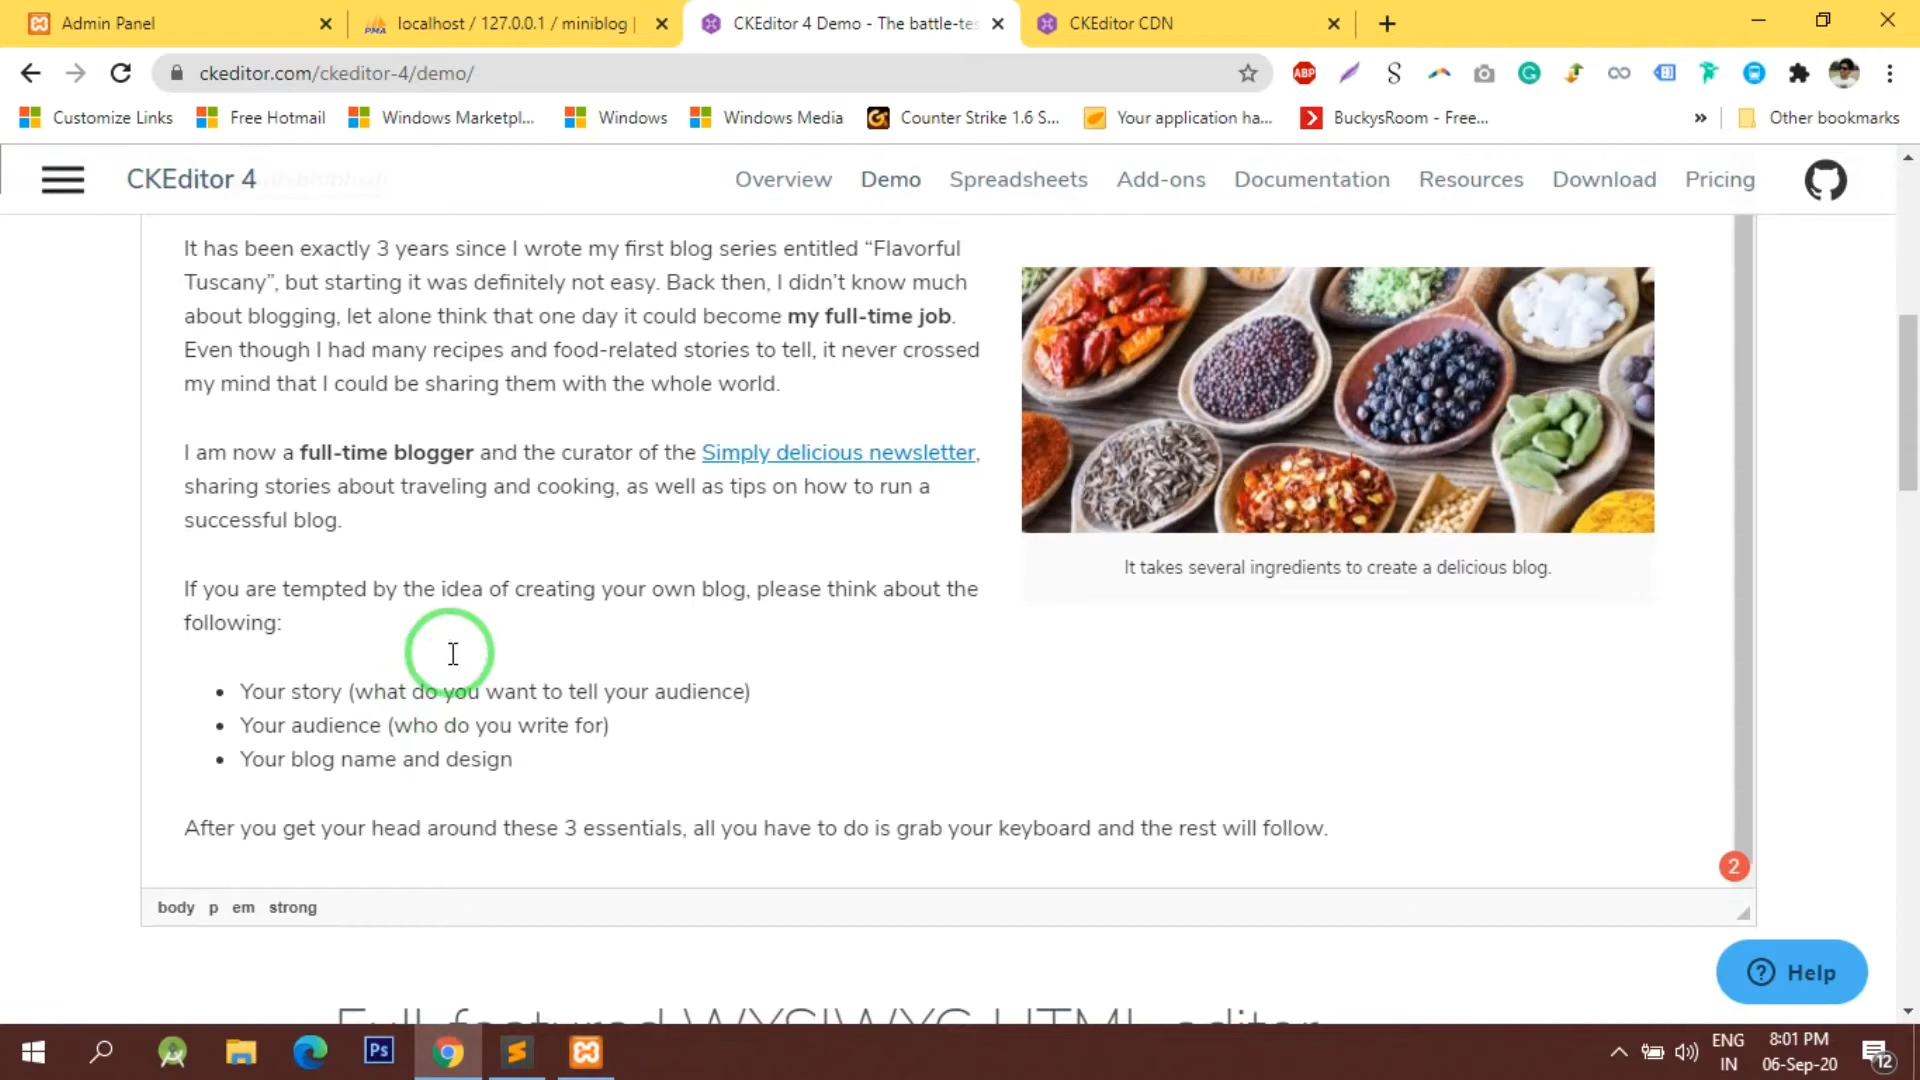 Admin Panel
localhost / 127.0.0.1 / miniblog |
CKEditor 4 Demo - The battle-tes
CKEditor CDN
ckeditor.com/ckeditor-4/demo/
Customize Links
Free Hotmail
Windows Marketpl...
Windows
Windows Media
Counter Strike 1.6 S...
Your application ha...
BuckysRoom - Free...
»
Other bookmarks
CKEditor 4
Overview
Demo
Spreadsheets
Add-ons
Documentation
Resources
Download
Pricing
It has been exactly 3 years since I wrote my first blog series entitled “Flavorful
Tuscany”, but starting it was definitely not easy. Back then, I didn’t know much
about blogging, let alone think that one day it could become my full-time job.
Even though I had many recipes and food-related stories to tell, it never crossed
my mind that I could be sharing them with the whole world.
I am now a full-time blogger and the curator of the Simply delicious newsletter,
sharing stories about traveling and cooking, as well as tips on how to run a
successful blog.
If you are tempted by the idea of creating your own blog, please think about the
following:
• Your story (what do you want to tell your audience)
• Your audience (who do you write for)
• Your blog name and design
After you get your head around these 3 essentials, all you have to do is grab your keyboard and the rest will follow.
It takes several ingredients to create a delicious blog.
2
body p em strong
Help
Full-featured WYSIWYG HTML editor
PMA
ABP
Ps
ENG
IN
8:01 PM
06-Sep-20
12